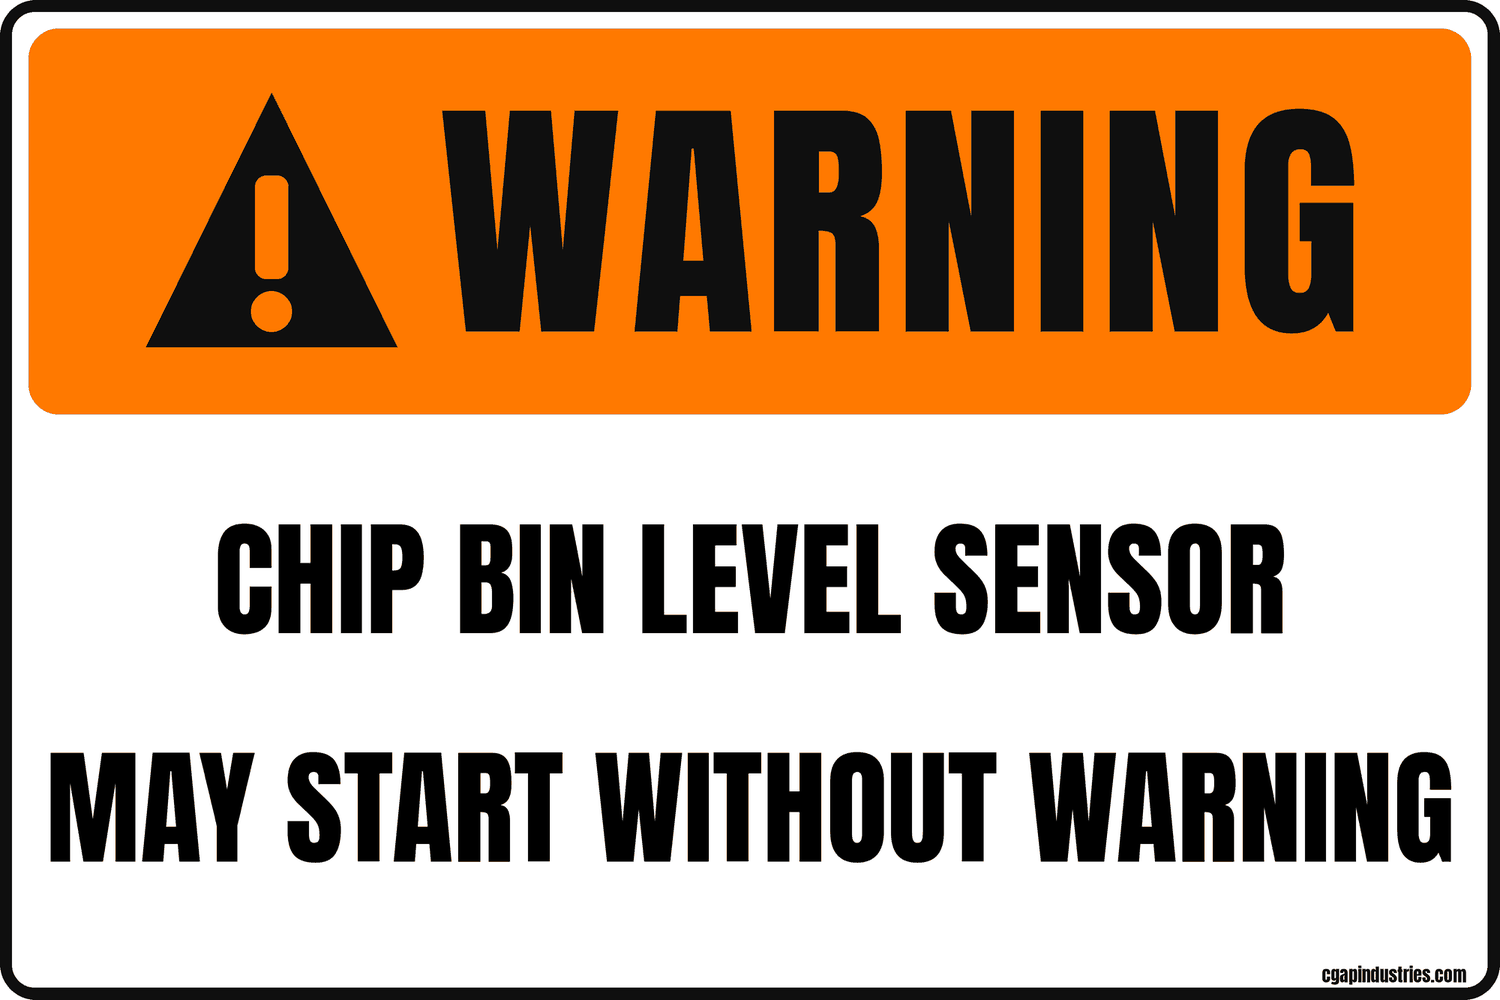 WARNING
CHIP BIN LEVEL SENSOR
MAY START WITHOUT WARNING
cgapindustries.com